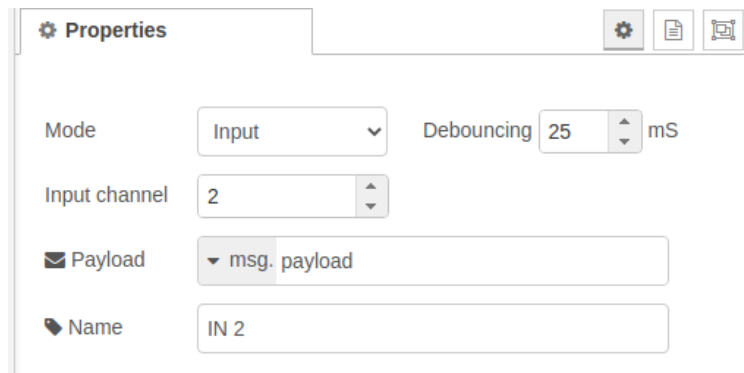 Properties
Mode Input Debouncing 25 mS
Input channel 2
Payload msg. payload
Name IN 2